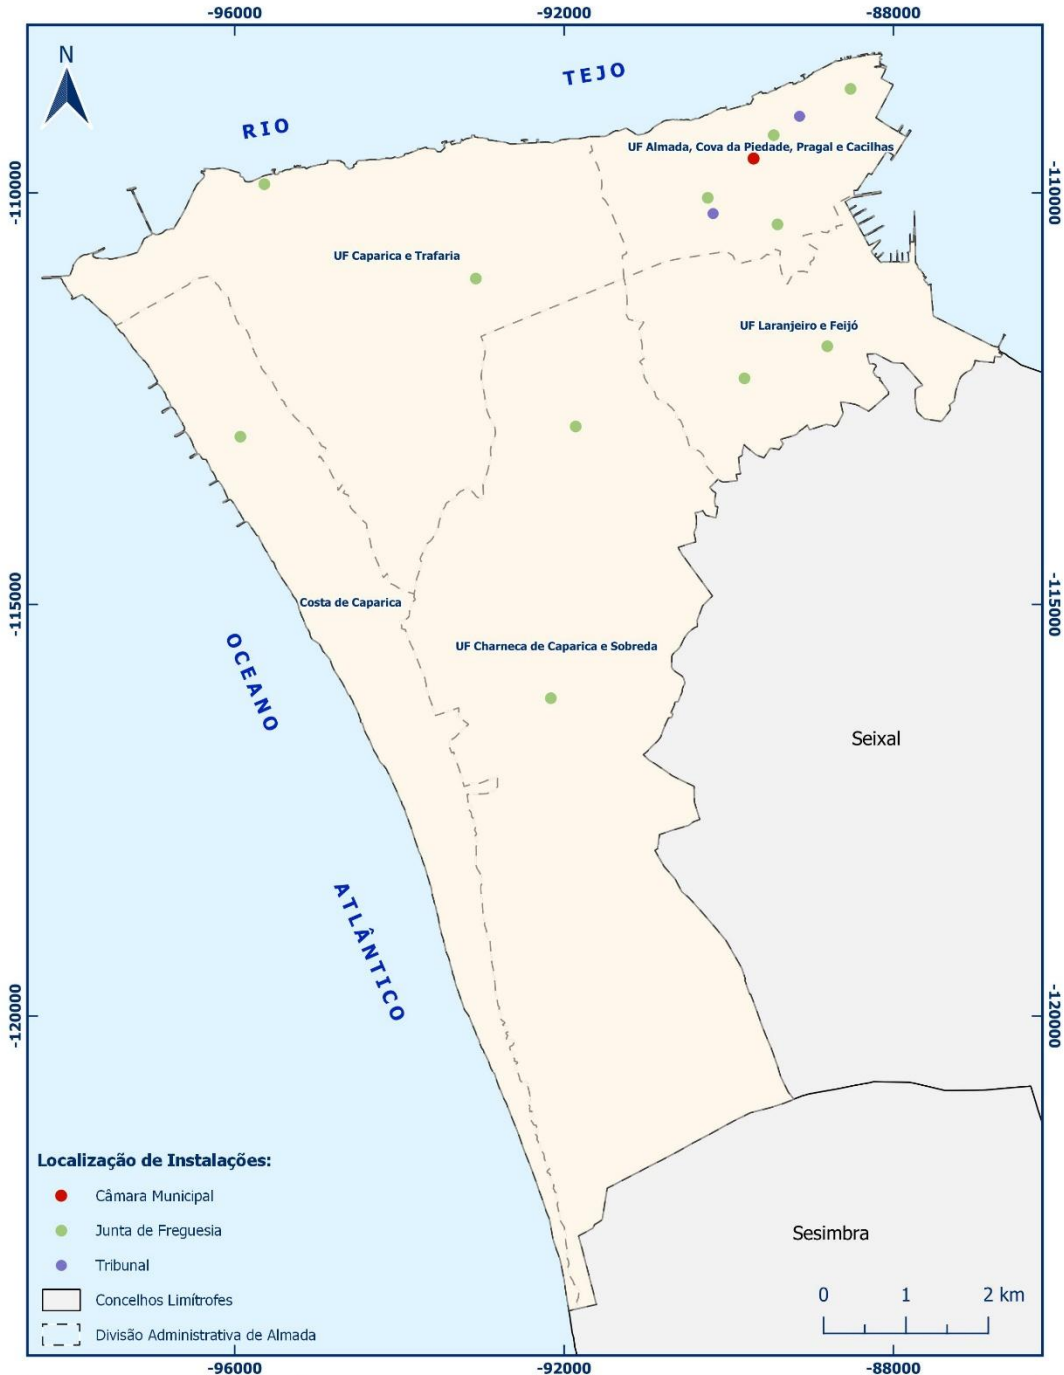 -96000
-92000
-88000
N
RIO
TEJO
-110000
-110000
UF Almada, Cova da Piedade, Pragal e Cacilhas
UF Caparica e Trafaria
UF Laranjeiro e Feijó
-115000
-115000
Costa de Caparica
UF Charneca de Caparica e Sobreda
OCEANO
ATLÂNTICO
Seixal
-120000
-120000
Localização de Instalações:
Câmara Municipal
Junta de Freguesia
Tribunal
Concelhos Limítrofes
Divisão Administrativa de Almada
Sesimbra
0 1 2 km
-96000
-92000
-88000